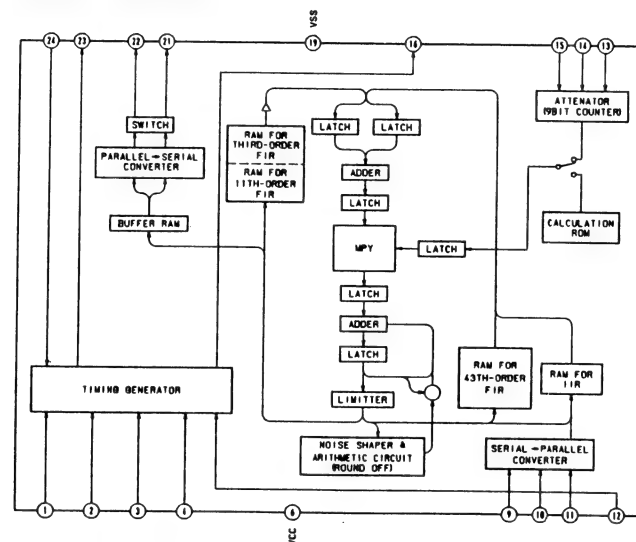 VSS
24
23
22
21
19
16
15
14
13
SWITCH
PARALLEL→SERIAL
CONVERTER
BUFFER RAM
RAM FOR
THIRD-ORDER
FIR
RAM FOR
11TH-ORDER
FIR
LATCH
LATCH
ADDER
LATCH
MPY
LATCH
LATCH
ADDER
LATCH
LIMITTER
NOISE SHAPER &
ARITHMETIC CIRCUIT
(ROUND OFF)
ATTENATOR
(9BIT COUNTER)
CALCULATION
ROM
RAM FOR
43TH-ORDER
FIR
RAM FOR
IIR
SERIAL→PARALLEL
CONVERTER
TIMING GENERATOR
1
2
3
4
6
9
10
11
12
VCC